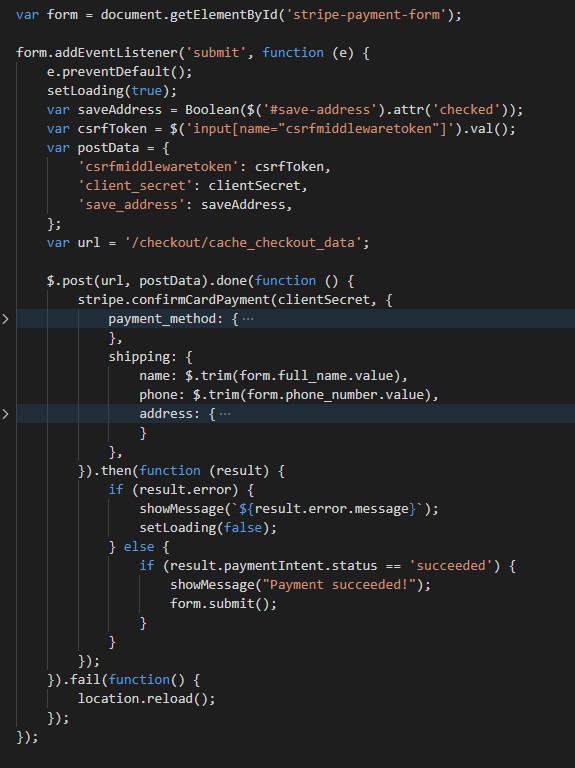 var form = document.getElementById('stripe-payment-form');
form.addEventListener('submit', function (e) {
    e.preventDefault();
    setLoading(true);
    var saveAddress = Boolean($('#save-address').attr('checked'));
    var csrfToken = $('input[name="csrfmiddlewaretoken"]').val();
    var postData = {
        'csrfmiddlewaretoken': csrfToken,
        'client_secret': clientSecret,
        'save_address': saveAddress,
    };
    var url = '/checkout/cache_checkout_data';
    $.post(url, postData).done(function () {
        stripe.confirmCardPayment(clientSecret, {
            payment_method: { ⋯
            },
            shipping: {
                name: $.trim(form.full_name.value),
                phone: $.trim(form.phone_number.value),
                address: { ⋯
                }
            },
        }).then(function (result) {
            if (result.error) {
                showMessage(`${result.error.message}`);
                setLoading(false);
            } else {
                if (result.paymentIntent.status == 'succeeded') {
                    showMessage("Payment succeeded!");
                    form.submit();
                }
            }
        });
    }).fail(function() {
        location.reload();
    });
});